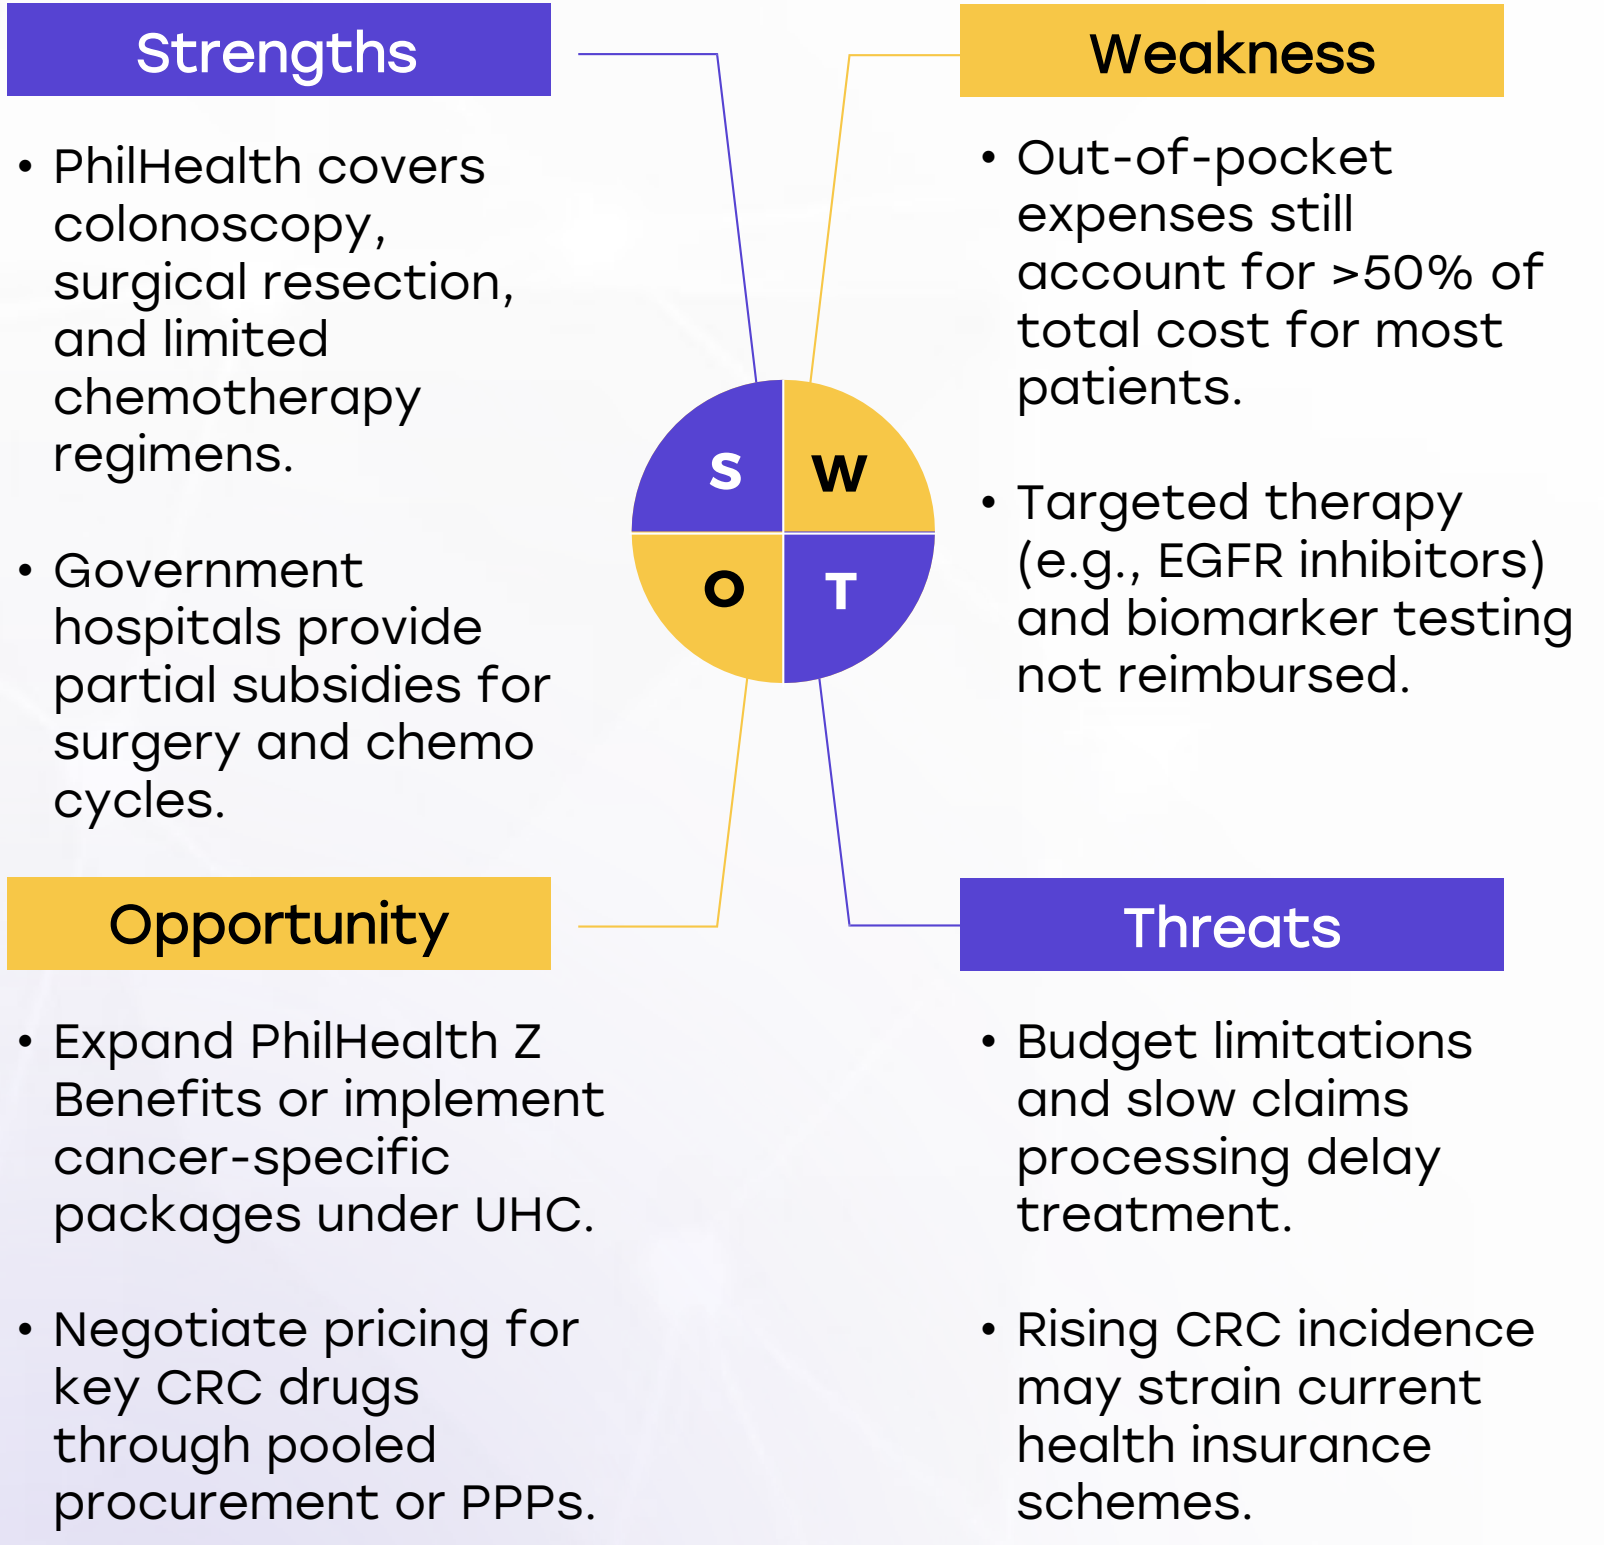 Strengths
• PhilHealth covers
colonoscopy,
surgical resection,
and limited
chemotherapy
regimens.
• Government
hospitals provide
partial subsidies for
surgery and chemo
cycles.
Weakness
• Out-of-pocket
expenses still
account for >50% of
total cost for most
patients.
• Targeted therapy
(e.g., EGFR inhibitors)
and biomarker testing
not reimbursed.
S
W
O
T
Opportunity
• Expand PhilHealth Z
Benefits or implement
cancer-specific
packages under UHC.
• Negotiate pricing for
key CRC drugs
through pooled
procurement or PPPs.
Threats
• Budget limitations
and slow claims
processing delay
treatment.
• Rising CRC incidence
may strain current
health insurance
schemes.